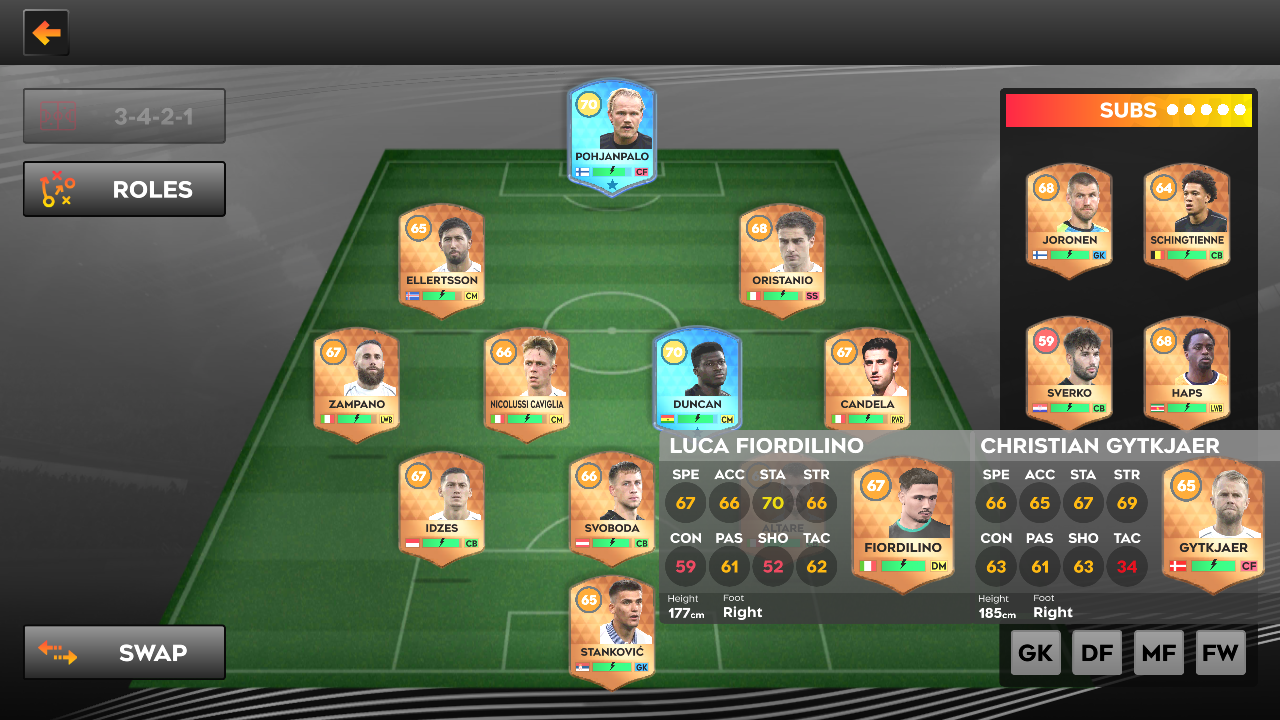 3-4-2-1
ROLES
70
POHJANPALO
CF
65
ELLERTSSON
CM
68
ORISTANIO
SS
67
ZAMPANO
LWB
66
NICOLUSSI CAVIGLIA
CM
70
DUNCAN
CM
67
CANDELA
RWB
67
IDZES
CB
66
SVOBODA
CB
ALTARE
65
STANKOVIĆ
GK
SWAP
SUBS
68
JORONEN
GK
64
SCHINGTIENNE
CB
59
SVERKO
CB
68
HAPS
LWB
LUCA FIORDILINO
SPE ACC STA STR
67 66 70 66
CON PAS SHO TAC
59 61 52 62
Height Foot
177cm Right
67
FIORDILINO
DM
CHRISTIAN GYTKJAER
SPE ACC STA STR
66 65 67 69
CON PAS SHO TAC
63 61 63 34
Height Foot
185cm Right
65
GYTKJAER
CF
GK DF MF FW